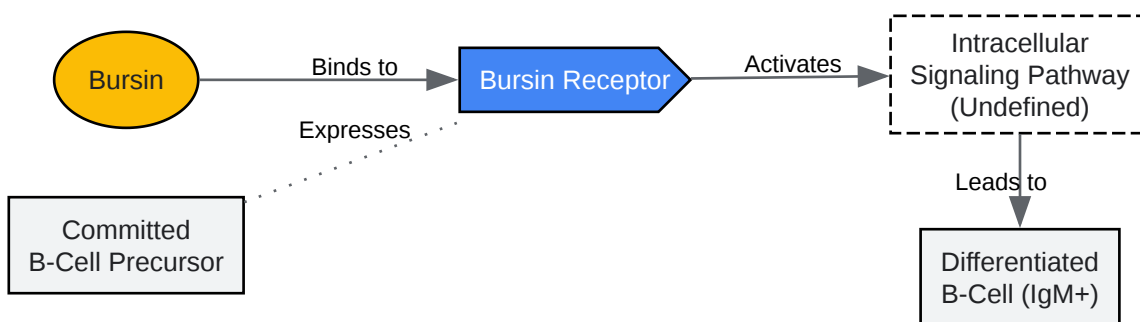 Bursin
Binds to
Bursin Receptor
Activates
Intracellular
Signaling Pathway
(Undefined)
Expresses
Committed
B-Cell Precursor
Leads to
Differentiated
B-Cell (IgM+)